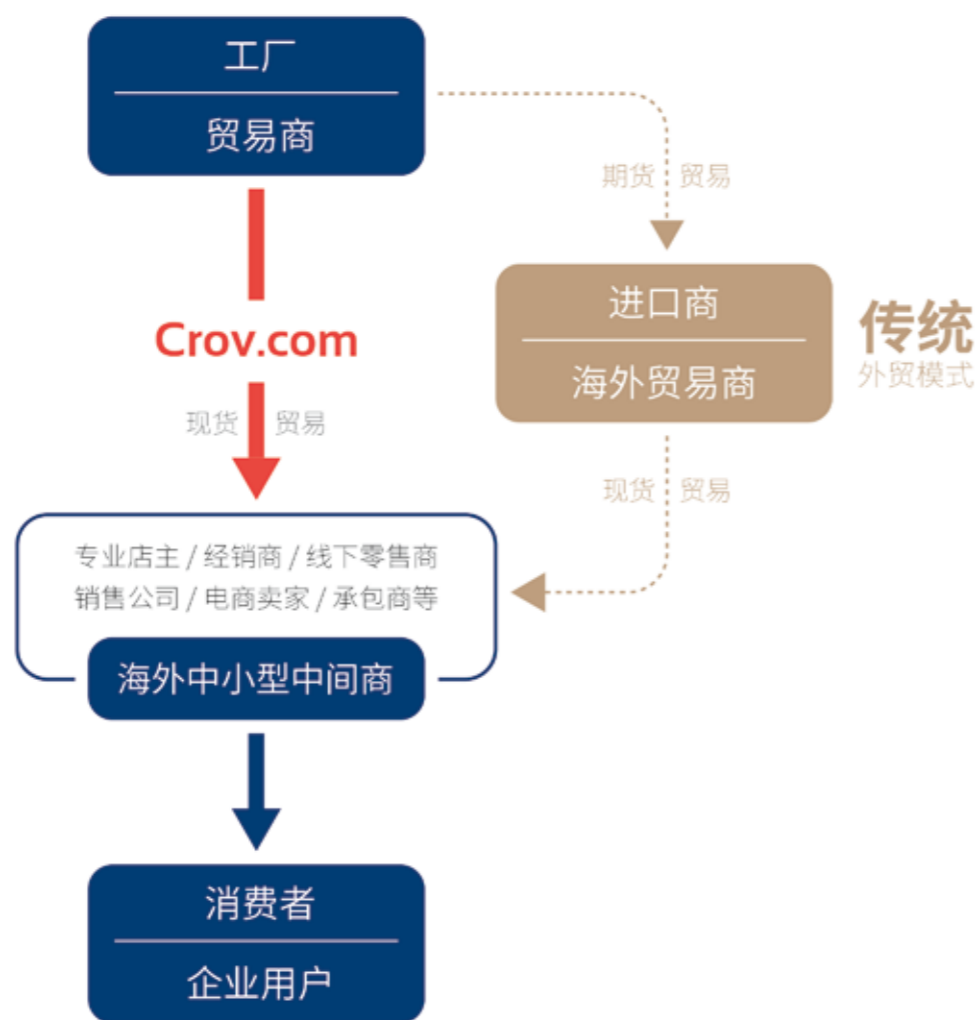 工厂
贸易商
期货 贸易
进口商
海外贸易商
传统
外贸模式
Crov.com
现货 贸易
现货 贸易
专业店主 / 经销商 / 线下零售商
销售公司 / 电商卖家 / 承包商等
海外中小型中间商
消费者
企业用户